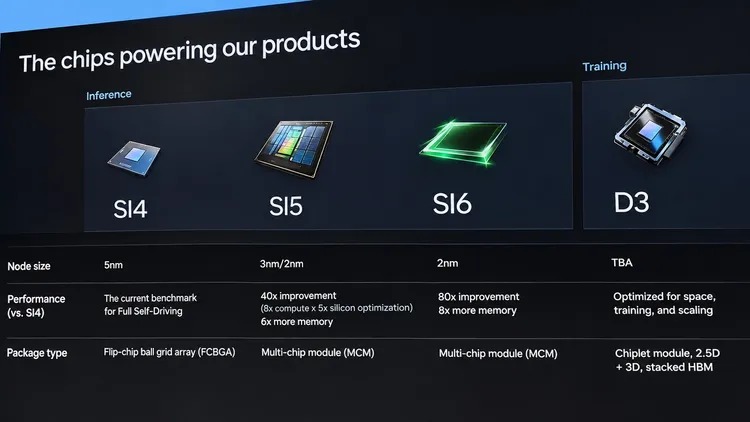 The chips powering our products
Inference
Training
SI4
SI5
SI6
D3
Node size
5nm
3nm/2nm
2nm
TBA
Performance
(vs. SI4)
The current benchmark
for Full Self-Driving
40x improvement
(8x compute x 5x silicon optimization)
6x more memory
80x improvement
8x more memory
Optimized for space,
training, and scaling
Package type
Flip-chip ball grid array (FCBGA)
Multi-chip module (MCM)
Multi-chip module (MCM)
Chiplet module, 2.5D
+ 3D, stacked HBM